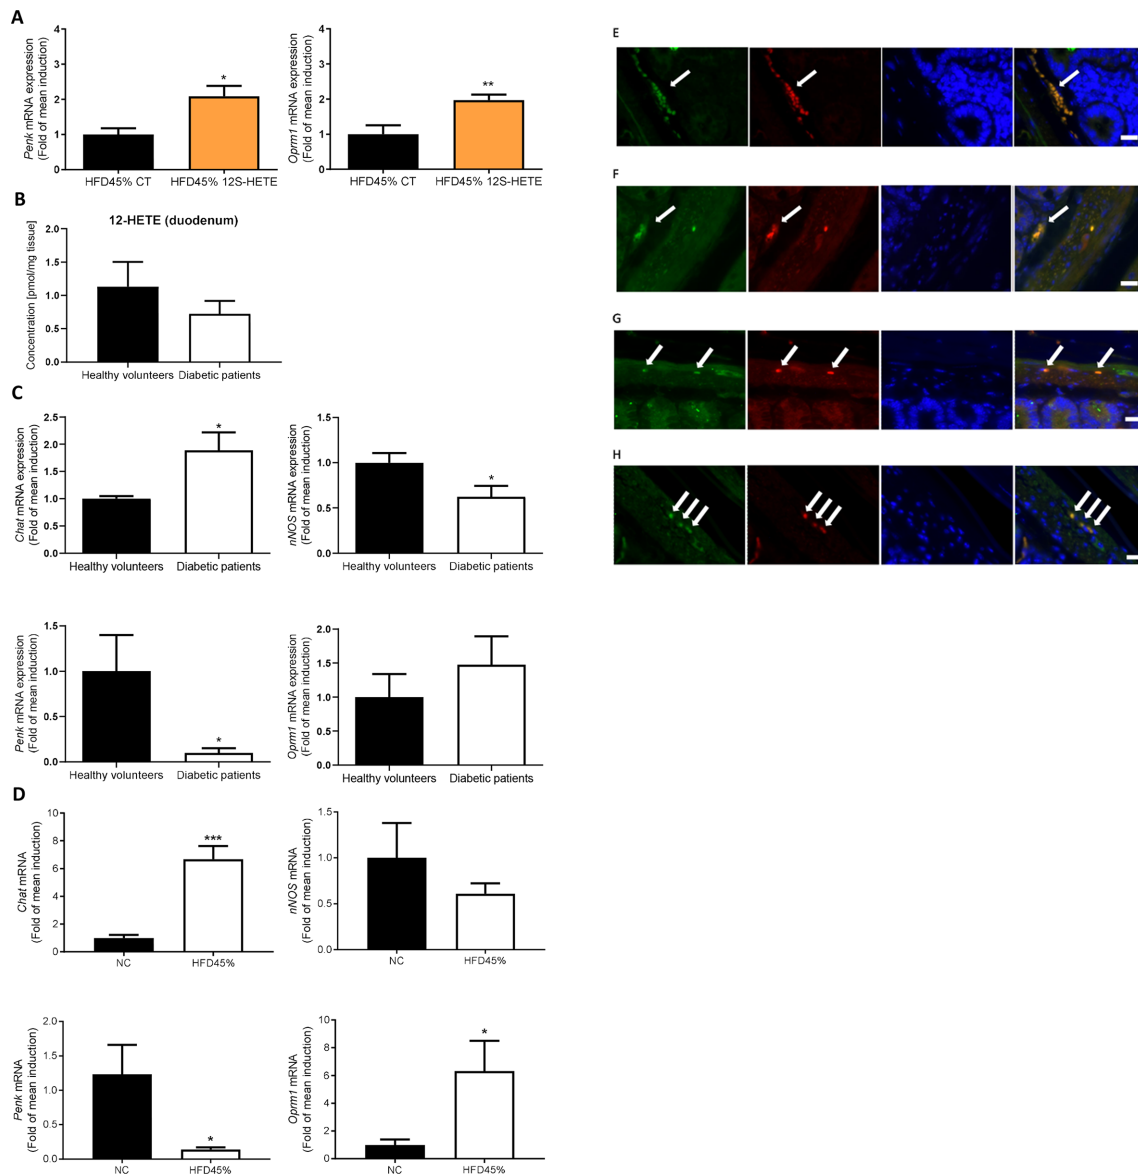 A
Penk mRNA expression
(Fold of mean induction)
4
3
2
1
0
HFD45% CT
HFD45% 12S-HETE
*
Oprm1 mRNA expression
(Fold of mean induction)
4
3
2
1
0
HFD45% CT
HFD45% 12S-HETE
**
B
12-HETE (duodenum)
Concentration [pmol/mg tissue]
2.0
1.5
1.0
0.5
0.0
Healthy volunteers
Diabetic patients
C
Chat mRNA expression
(Fold of mean induction)
2.5
2.0
1.5
1.0
0.5
0.0
Healthy volunteers
Diabetic patients
*
nNOS mRNA expression
(Fold of mean induction)
1.5
1.0
0.5
0.0
Healthy volunteers
Diabetic patients
*
Penk mRNA expression
(Fold of mean induction)
1.5
1.0
0.5
0.0
Healthy volunteers
Diabetic patients
*
Oprm1 mRNA expression
(Fold of mean induction)
2.0
1.5
1.0
0.5
0.0
Healthy volunteers
Diabetic patients
D
Chat mRNA
(Fold of mean induction)
10
8
6
4
2
0
NC
HFD45%
***
nNOS mRNA
(Fold of mean induction)
1.5
1.0
0.5
0.0
NC
HFD45%
Penk mRNA
(Fold of mean induction)
2.0
1.5
1.0
0.5
0.0
NC
HFD45%
*
Oprm1 mRNA
(Fold of mean induction)
10
8
6
4
2
0
NC
HFD45%
*
E
F
G
H